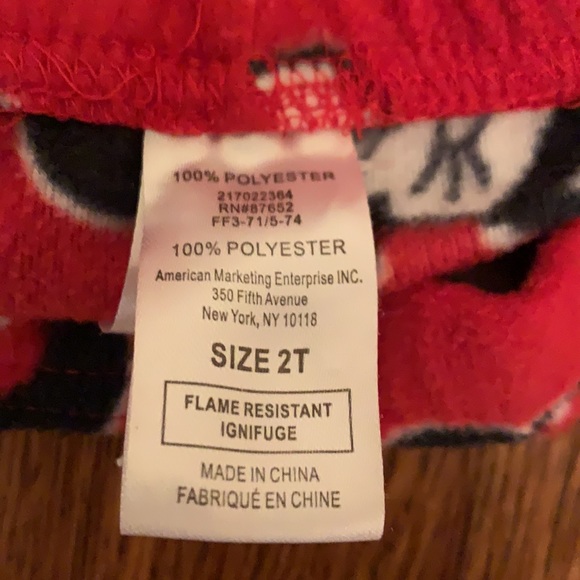 100% POLYESTER
217022364
RN#87652
FF3-71/5-74
100% POLYESTER
American Marketing Enterprise INC.
350 Fifth Avenue
New York, NY 10118
SIZE 2T
FLAME RESISTANT
IGNIFUGE
MADE IN CHINA
FABRIQUÉ EN CHINE